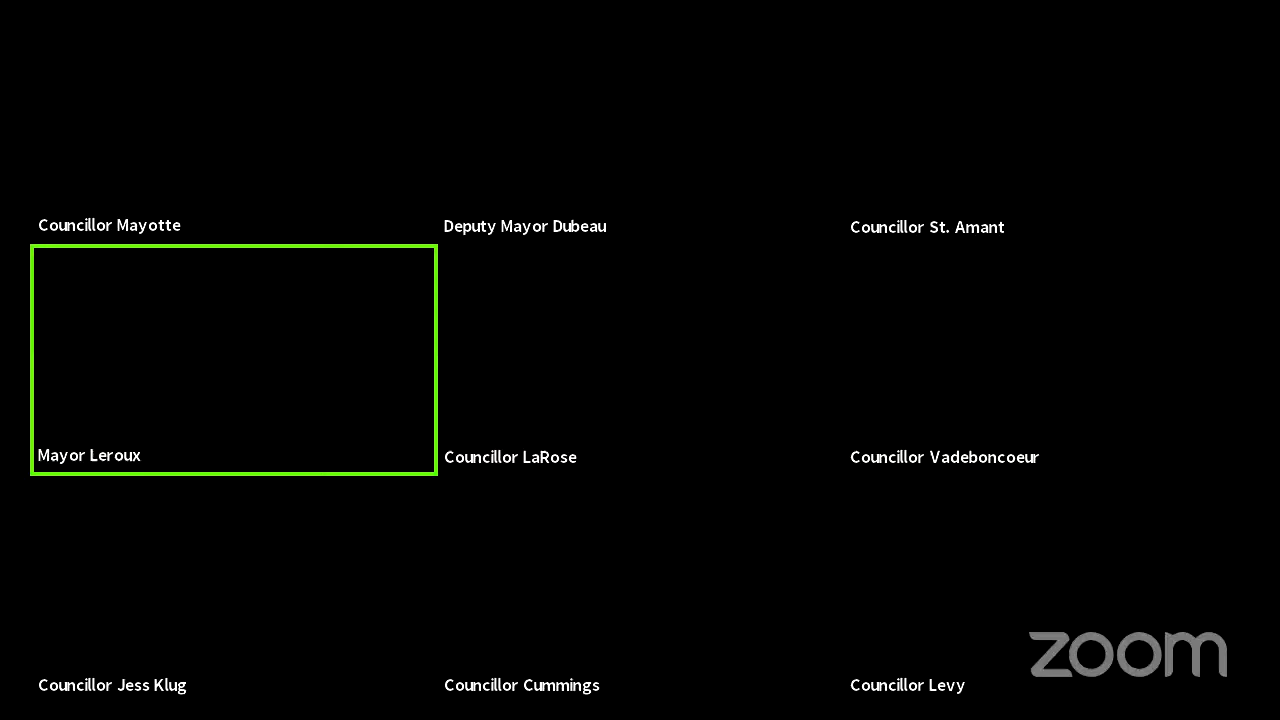 Councillor Mayotte
Deputy Mayor Dubeau
Councillor St. Amant
Mayor Leroux
Councillor LaRose
Councillor Vadeboncoeur
Councillor Jess Klug
Councillor Cummings
Councillor Levy
zoom